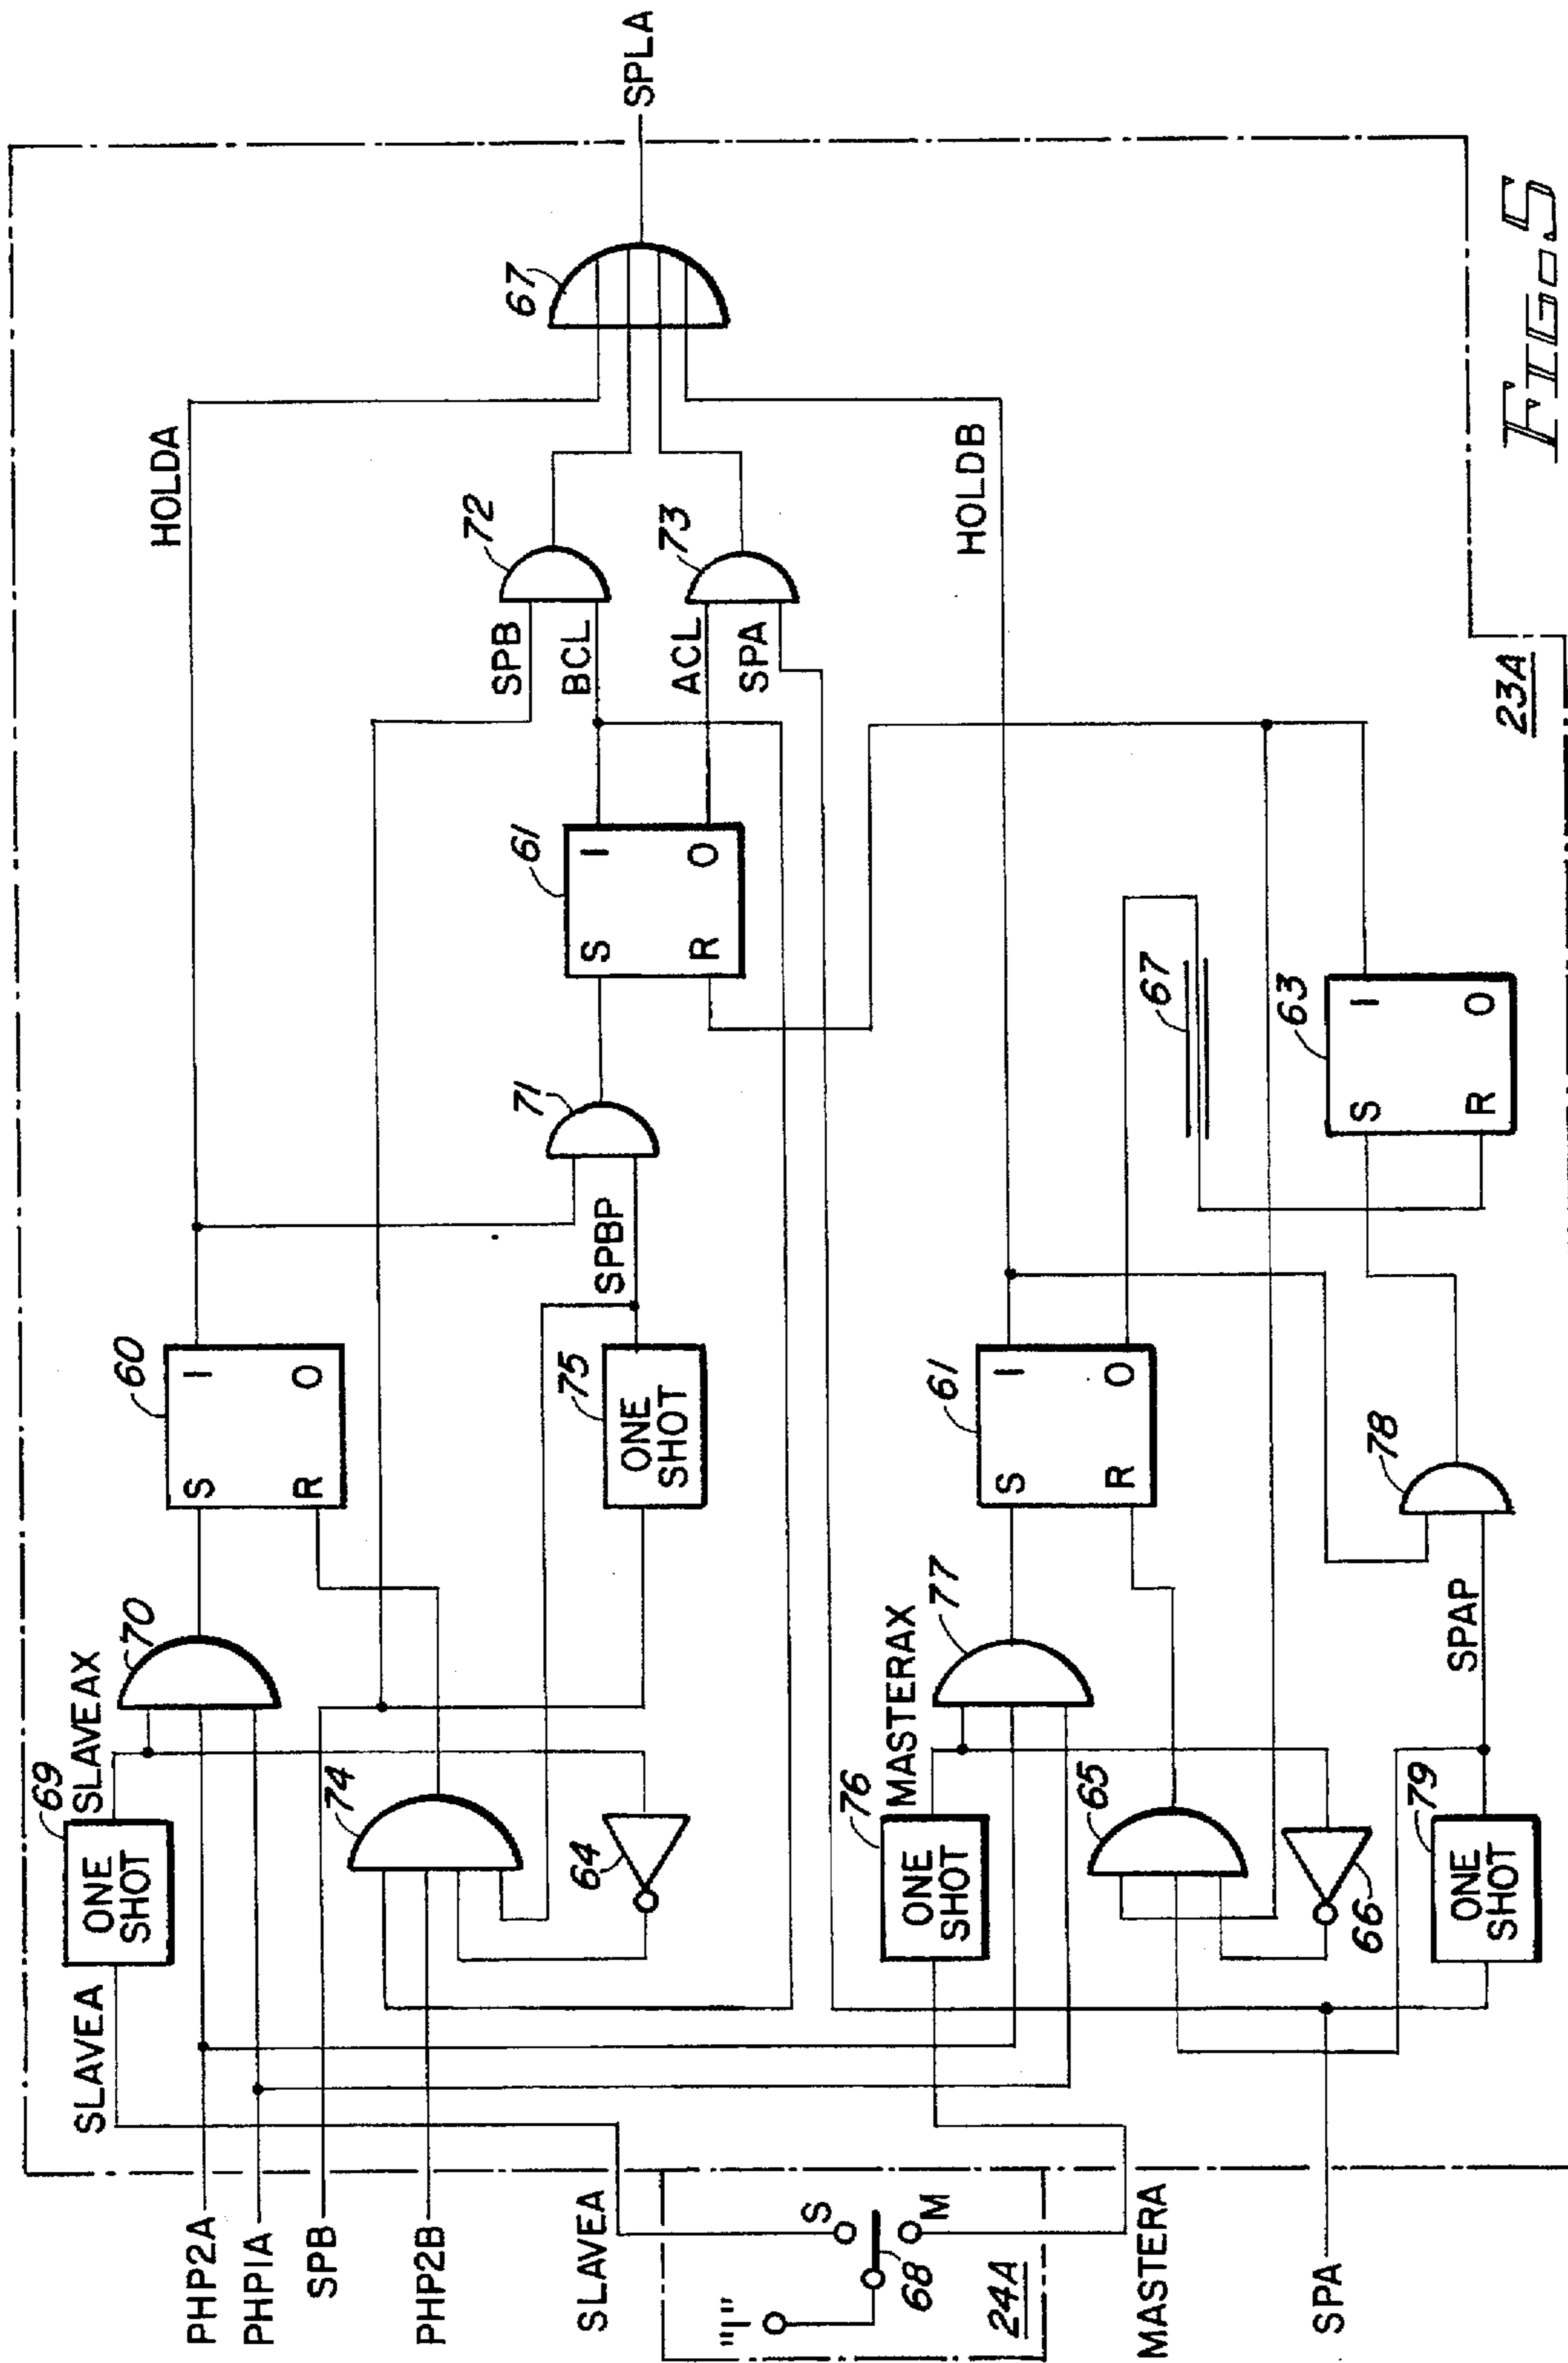 PHP2A
PHP1A
SPB
PHP2B
SLAVEA
MASTERA
SPA
"1"
S
M
68
24A
SLAVEA
69
ONE
SHOT
SLAVEAX
70
60
S
I
R
O
HOLDA
74
64
75
ONE
SHOT
SPBP
71
61
S
I
R
O
SPB
BCL
72
ACL
SPA
73
67
SPLA
76
ONE
SHOT
MASTERAX
77
61
S
I
R
O
HOLDB
65
66
79
ONE
SHOT
SPAP
78
67
63
S
I
R
O
23A
FIG-5